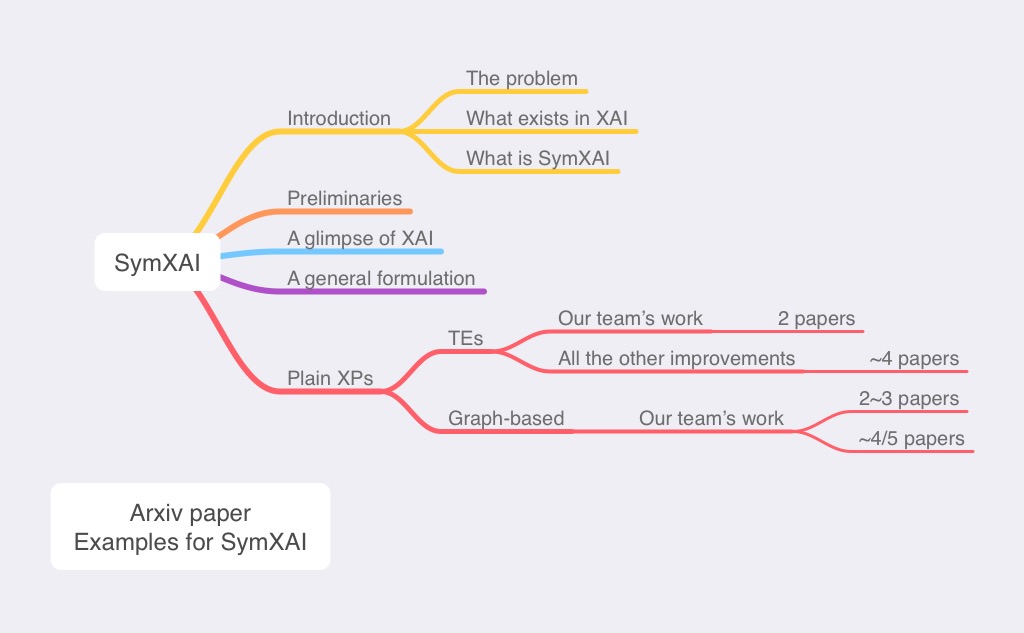 The problem
Introduction
What exists in XAI
What is SymXAI
Preliminaries
A glimpse of XAI
SymXAI
A general formulation
Our team's work
2 papers
TEs
All the other improvements
~4 papers
Plain XPs
2~3 papers
Graph-based
Our team's work
~4/5 papers
Arxiv paper
Examples for SymXAI